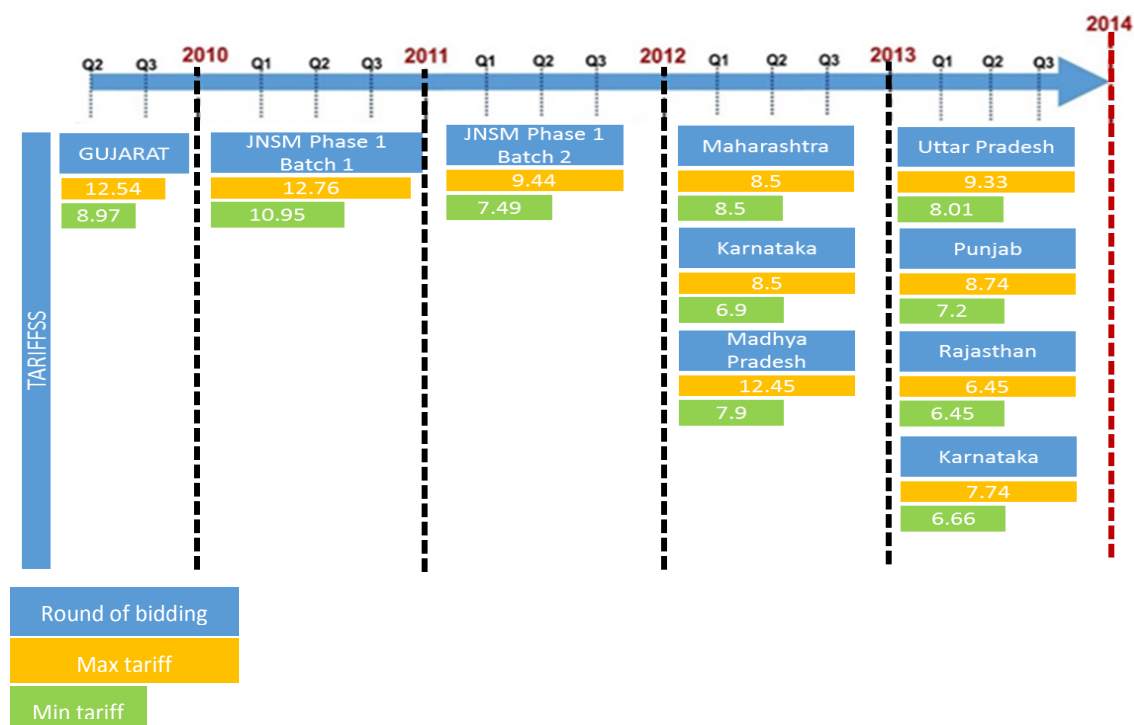 2014
2010
2011
2012
2013
Q2
Q3
Q1
Q2
Q3
Q1
Q2
Q3
Q1
Q2
Q3
Q1
Q2
Q3
TARIFFSS
GUJARAT
12.54
8.97
JNSM Phase 1
Batch 1
12.76
10.95
JNSM Phase 1
Batch 2
9.44
7.49
Maharashtra
8.5
8.5
Karnataka
8.5
6.9
Madhya
Pradesh
12.45
7.9
Uttar Pradesh
9.33
8.01
Punjab
8.74
7.2
Rajasthan
6.45
6.45
Karnataka
7.74
6.66
Round of bidding
Max tariff
Min tariff